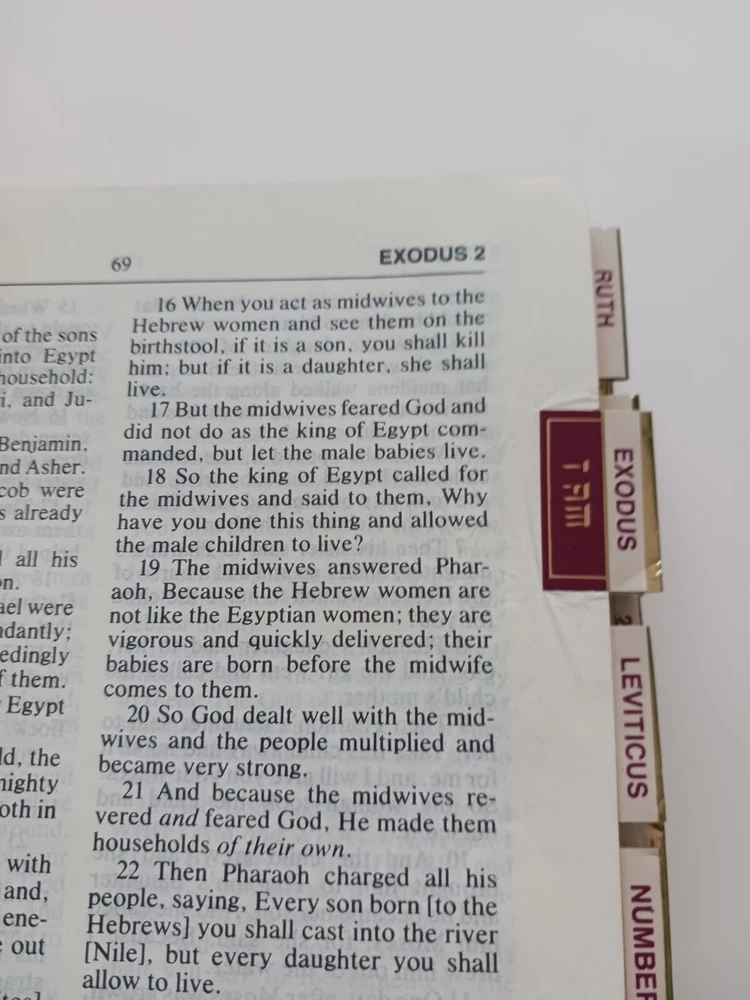 69
EXODUS 2
of the sons
into Egypt
household:
i, and Ju-
Benjamin,
nd Asher.
cob were
s already
all his
on.
ael were
ndantly;
edingly
f them.
Egypt
ld, the
nighty
oth in
with
and,
ene-
out
16 When you act as midwives to the
Hebrew women and see them on the
birthstool, if it is a son, you shall kill
him; but if it is a daughter, she shall
live.
17 But the midwives feared God and
did not do as the king of Egypt com-
manded, but let the male babies live.
18 So the king of Egypt called for
the midwives and said to them, Why
have you done this thing and allowed
the male children to live?
19 The midwives answered Phar-
aoh, Because the Hebrew women are
not like the Egyptian women; they are
vigorous and quickly delivered; their
babies are born before the midwife
comes to them.
20 So God dealt well with the mid-
wives and the people multiplied and
became very strong.
21 And because the midwives re-
vered and feared God, He made them
households of their own.
22 Then Pharaoh charged all his
people, saying, Every son born [to the
Hebrews] you shall cast into the river
[Nile], but every daughter you shall
allow to live.
RUTH
EXODUS
LEVITICUS
NUMBER